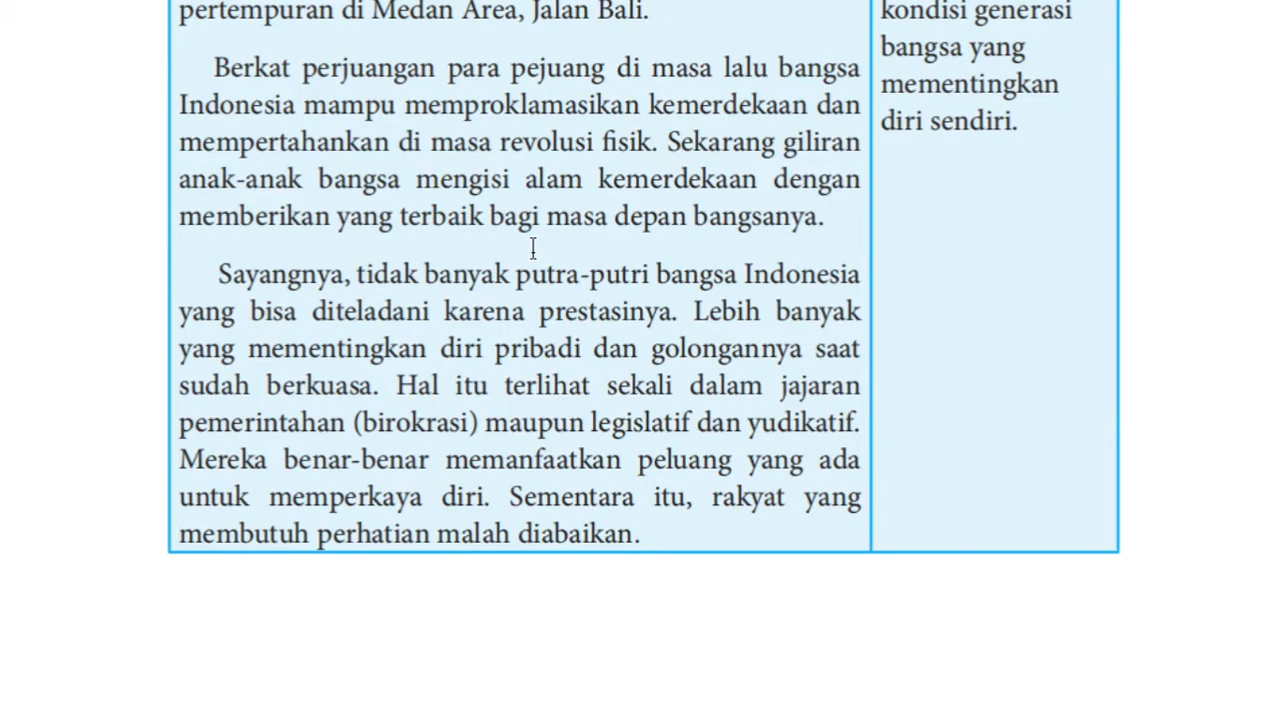 pertempuran di Medan Area, Jalan Bali.
Berkat perjuangan para pejuang di masa lalu bangsa
Indonesia mampu memproklamasikan kemerdekaan dan
mempertahankan di masa revolusi fisik. Sekarang giliran
anak-anak bangsa mengisi alam kemerdekaan dengan
memberikan yang terbaik bagi masa depan bangsanya.
Sayangnya, tidak banyak putra-putri bangsa Indonesia
yang bisa diteladani karena prestasinya. Lebih banyak
yang mementingkan diri pribadi dan golongannya saat
sudah berkuasa. Hal itu terlihat sekali dalam jajaran
pemerintahan (birokrasi) maupun legislatif dan yudikatif.
Mereka benar-benar memanfaatkan peluang yang ada
untuk memperkaya diri. Sementara itu, rakyat yang
membutuh perhatian malah diabaikan.
kondisi generasi
bangsa yang
mementingkan
diri sendiri.